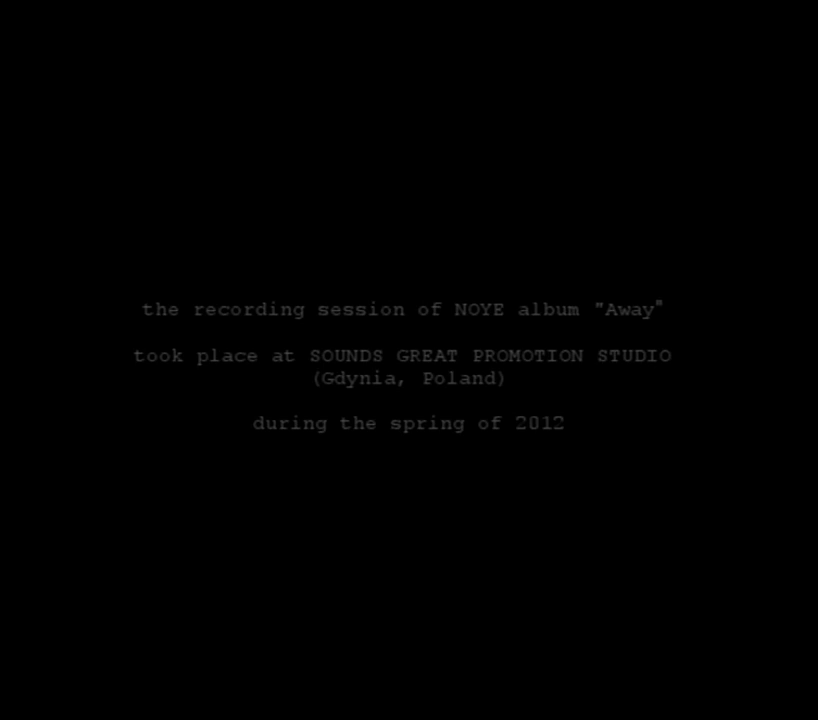 the recording session of NOYE album "Away"
took place at SOUNDS GREAT PROMOTION STUDIO
(Gdynia, Poland)
during the spring of 2012